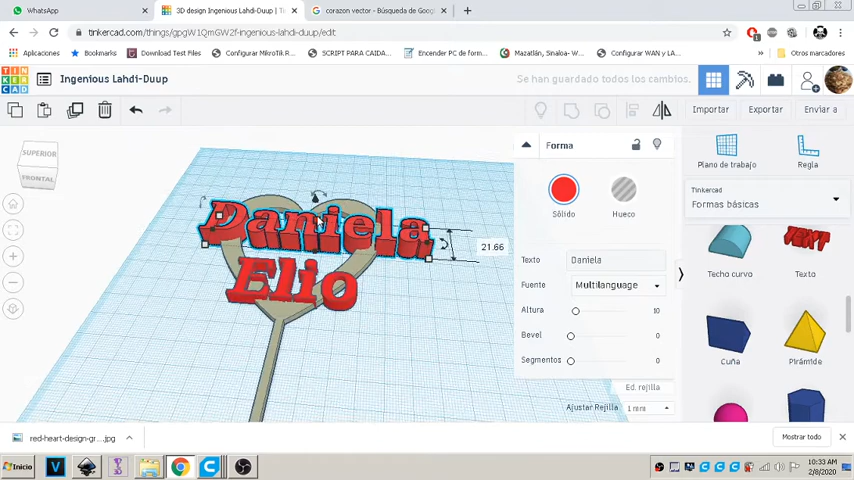 WhatsApp
3D design Ingenious Lahdi-Duup | Ti
corazon vector - Búsqueda de Goog
tinkercad.com/things/gpgW1QmGW2f-ingenious-lahdi-duup/edit
Aplicaciones
Bookmarks
Download Test Files
Configurar MikroTik R
SCRIPT PARA CAIDA...
Encender PC de form...
Mazatlán, Sinaloa- W...
Configurar WAN y LA...
Otros marcadores
TIN
KER
CAD
Ingenious Lahdi-Duup
Se han guardado todos los cambios.
Importar
Exportar
Enviar a
SUPERIOR
FRONTAL
Daniela
Elio
21.66
Forma
Sólido
Hueco
Texto
Daniela
Fuente
Multilanguage
Altura
10
Bevel
0
Segmentos
0
Ed. rejilla
Ajustar Rejilla
1 mm
Plano de trabajo
Regla
Tinkercad
Formas básicas
TEXT
Techo curvo
Texto
Cuña
Pirámide
red-heart-design-gr....jpg
Mostrar todo
Inicio
10:33 AM
2/8/2020